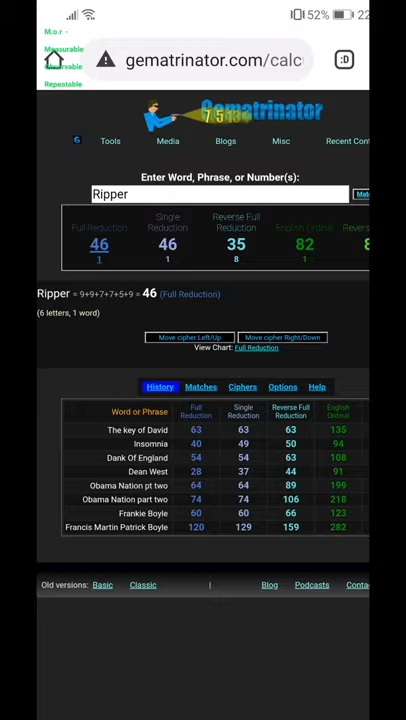 M.o.r -
Measurable
Observable
Repeatable
52% 22
gematrinator.com/calc
:D
Gematrinator
Tools Media Blogs Misc Recent Cont
Enter Word, Phrase, or Number(s):
Ripper
Mat
Full Reduction Single Reduction Reverse Full Reduction English Ordinal Revers
46 46 35 82 8
1 1 8 1
Ripper = 9+9+7+7+5+9 = 46 (Full Reduction)
(6 letters, 1 word)
Move cipher Left/Up Move cipher Right/Down
View Chart: Full Reduction
History Matches Ciphers Options Help
Word or Phrase Full Reduction Single Reduction Reverse Full Reduction English Ordinal
The key of David 63 63 63 135
Insomnia 40 49 50 94
Dank Of England 54 54 63 108
Dean West 28 37 44 91
Obama Nation pt two 64 64 89 199
Obama Nation part two 74 74 106 218
Frankie Boyle 60 60 66 123
Francis Martin Patrick Boyle 120 129 159 282
Old versions: Basic Classic | Blog Podcasts Conta